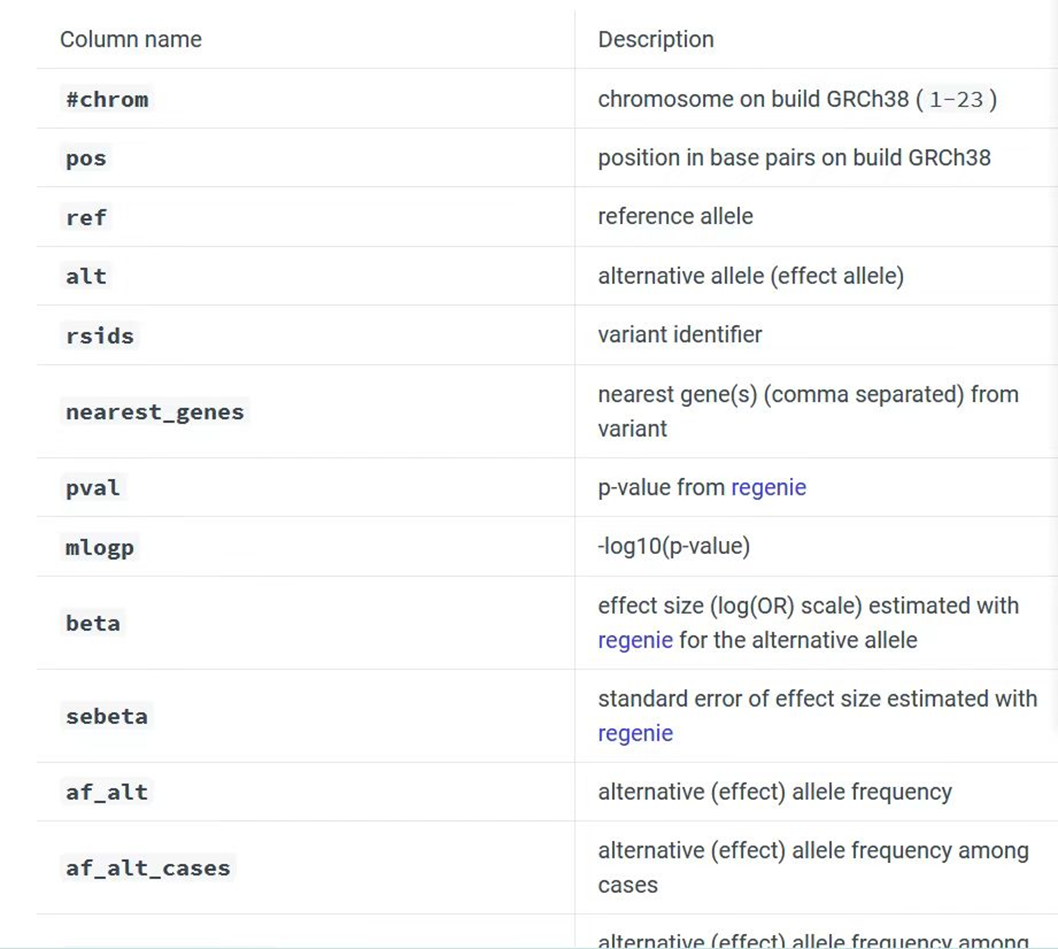 Column name Description
#chrom chromosome on build GRCh38 ( 1-23 )
pos position in base pairs on build GRCh38
ref reference allele
alt alternative allele (effect allele)
rsids variant identifier
nearest_genes nearest gene(s) (comma separated) from
variant
pval p-value from regenie
mlogp -log10(p-value)
beta effect size (log(OR) scale) estimated with
regenie for the alternative allele
sebeta standard error of effect size estimated with
regenie
af_alt alternative (effect) allele frequency
af_alt_cases alternative (effect) allele frequency among
cases
alternative (effect) allele frequency among